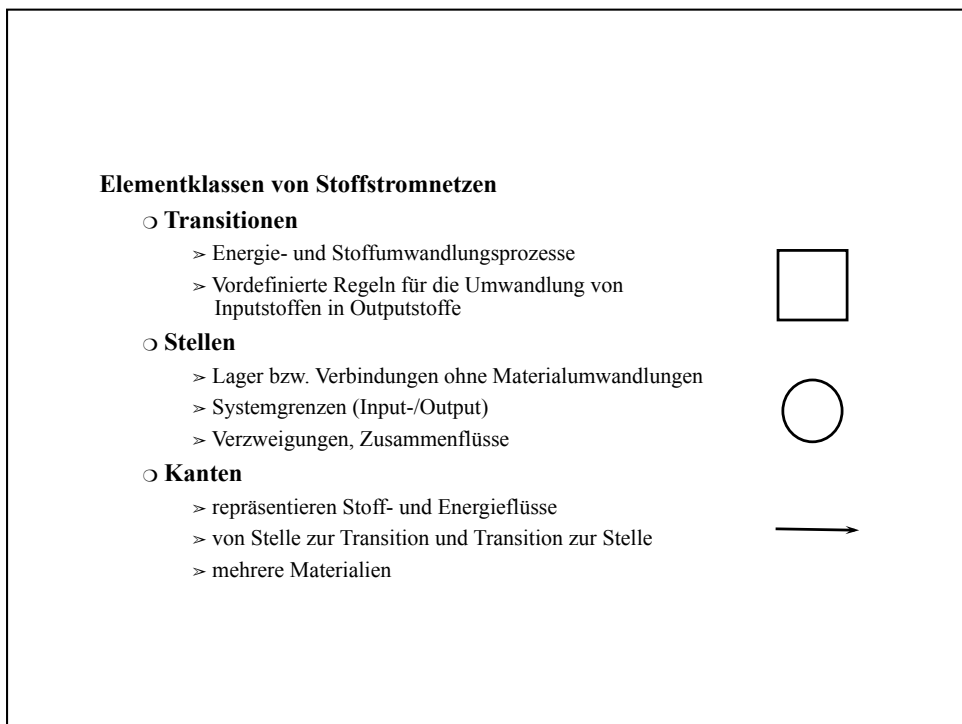 Elementklassen von Stoffstromnetzen
❍ Transitionen
➢ Energie- und Stoffumwandlungsprozesse
➢ Vordefinierte Regeln für die Umwandlung von
Inputstoffen in Outputstoffe
❍ Stellen
➢ Lager bzw. Verbindungen ohne Materialumwandlungen
➢ Systemgrenzen (Input-/Output)
➢ Verzweigungen, Zusammenflüsse
❍ Kanten
➢ repräsentieren Stoff- und Energieflüsse
➢ von Stelle zur Transition und Transition zur Stelle
➢ mehrere Materialien